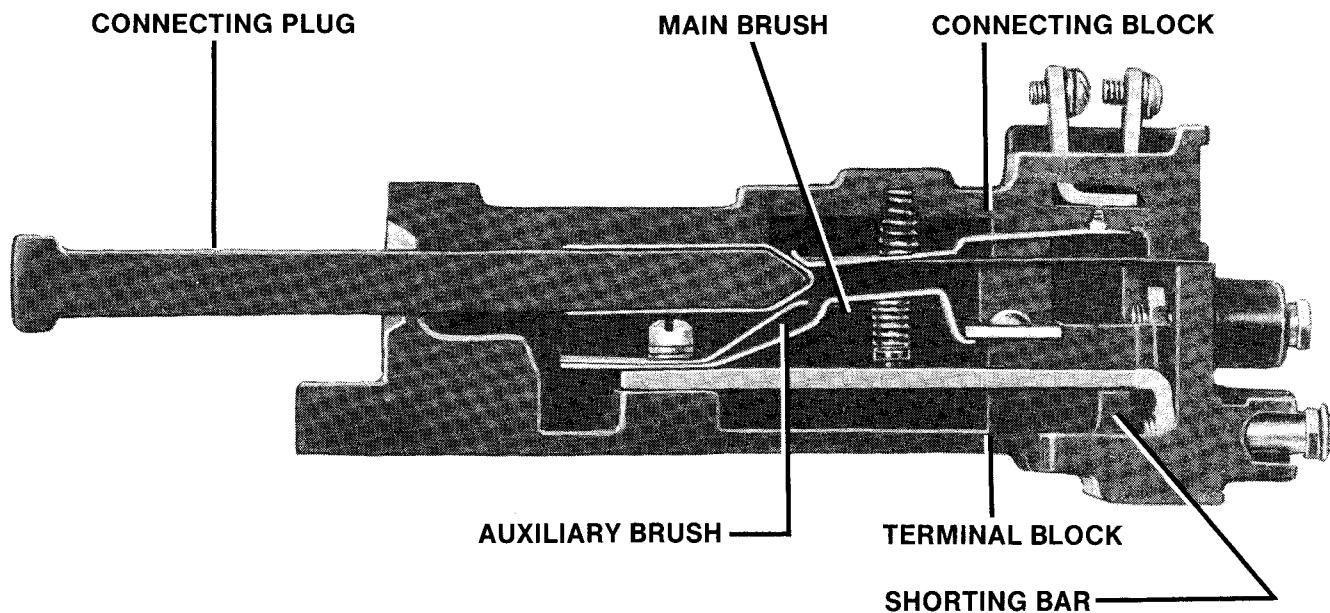 CONNECTING PLUG
MAIN BRUSH
CONNECTING BLOCK
AUXILIARY BRUSH
TERMINAL BLOCK
SHORTING BAR